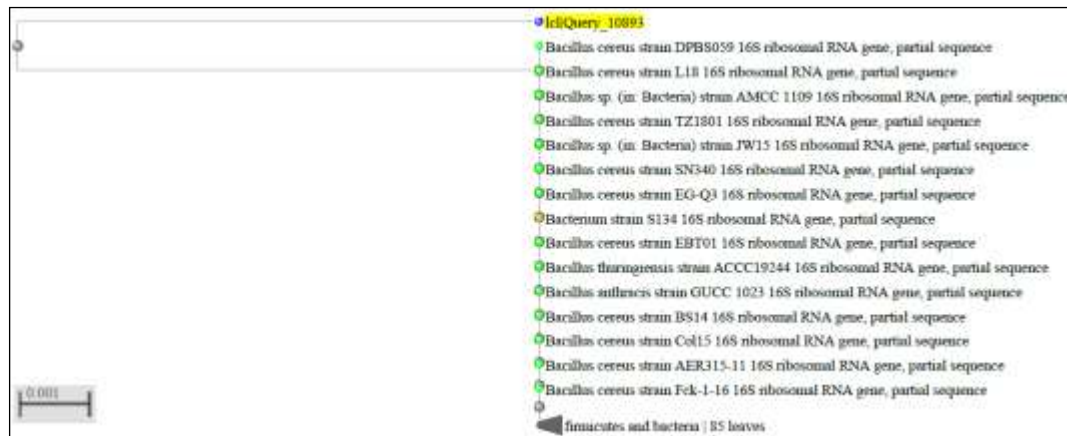 lcl|Query_10893
Bacillus cereus strain DPBS059 16S ribosomal RNA gene, partial sequence
Bacillus cereus strain L18 16S ribosomal RNA gene, partial sequence
Bacillus sp. (in: Bacteria) strain AMCC 1109 16S ribosomal RNA gene, partial sequence
Bacillus cereus strain TZ1801 16S ribosomal RNA gene, partial sequence
Bacillus sp. (in: Bacteria) strain JW15 16S ribosomal RNA gene, partial sequence
Bacillus cereus strain SN340 16S ribosomal RNA gene, partial sequence
Bacillus cereus strain EG-Q3 16S ribosomal RNA gene, partial sequence
Bacterium strain S134 16S ribosomal RNA gene, partial sequence
Bacillus cereus strain EBT01 16S ribosomal RNA gene, partial sequence
Bacillus thuringiensis strain ACCC19244 16S ribosomal RNA gene, partial sequence
Bacillus anthracis strain GUCC 1023 16S ribosomal RNA gene, partial sequence
Bacillus cereus strain BS14 16S ribosomal RNA gene, partial sequence
Bacillus cereus strain Col15 16S ribosomal RNA gene, partial sequence
Bacillus cereus strain AER315-11 16S ribosomal RNA gene, partial sequence
Bacillus cereus strain Fck-1-16 16S ribosomal RNA gene, partial sequence
0.001
firmicutes and bacteria | 85 leaves